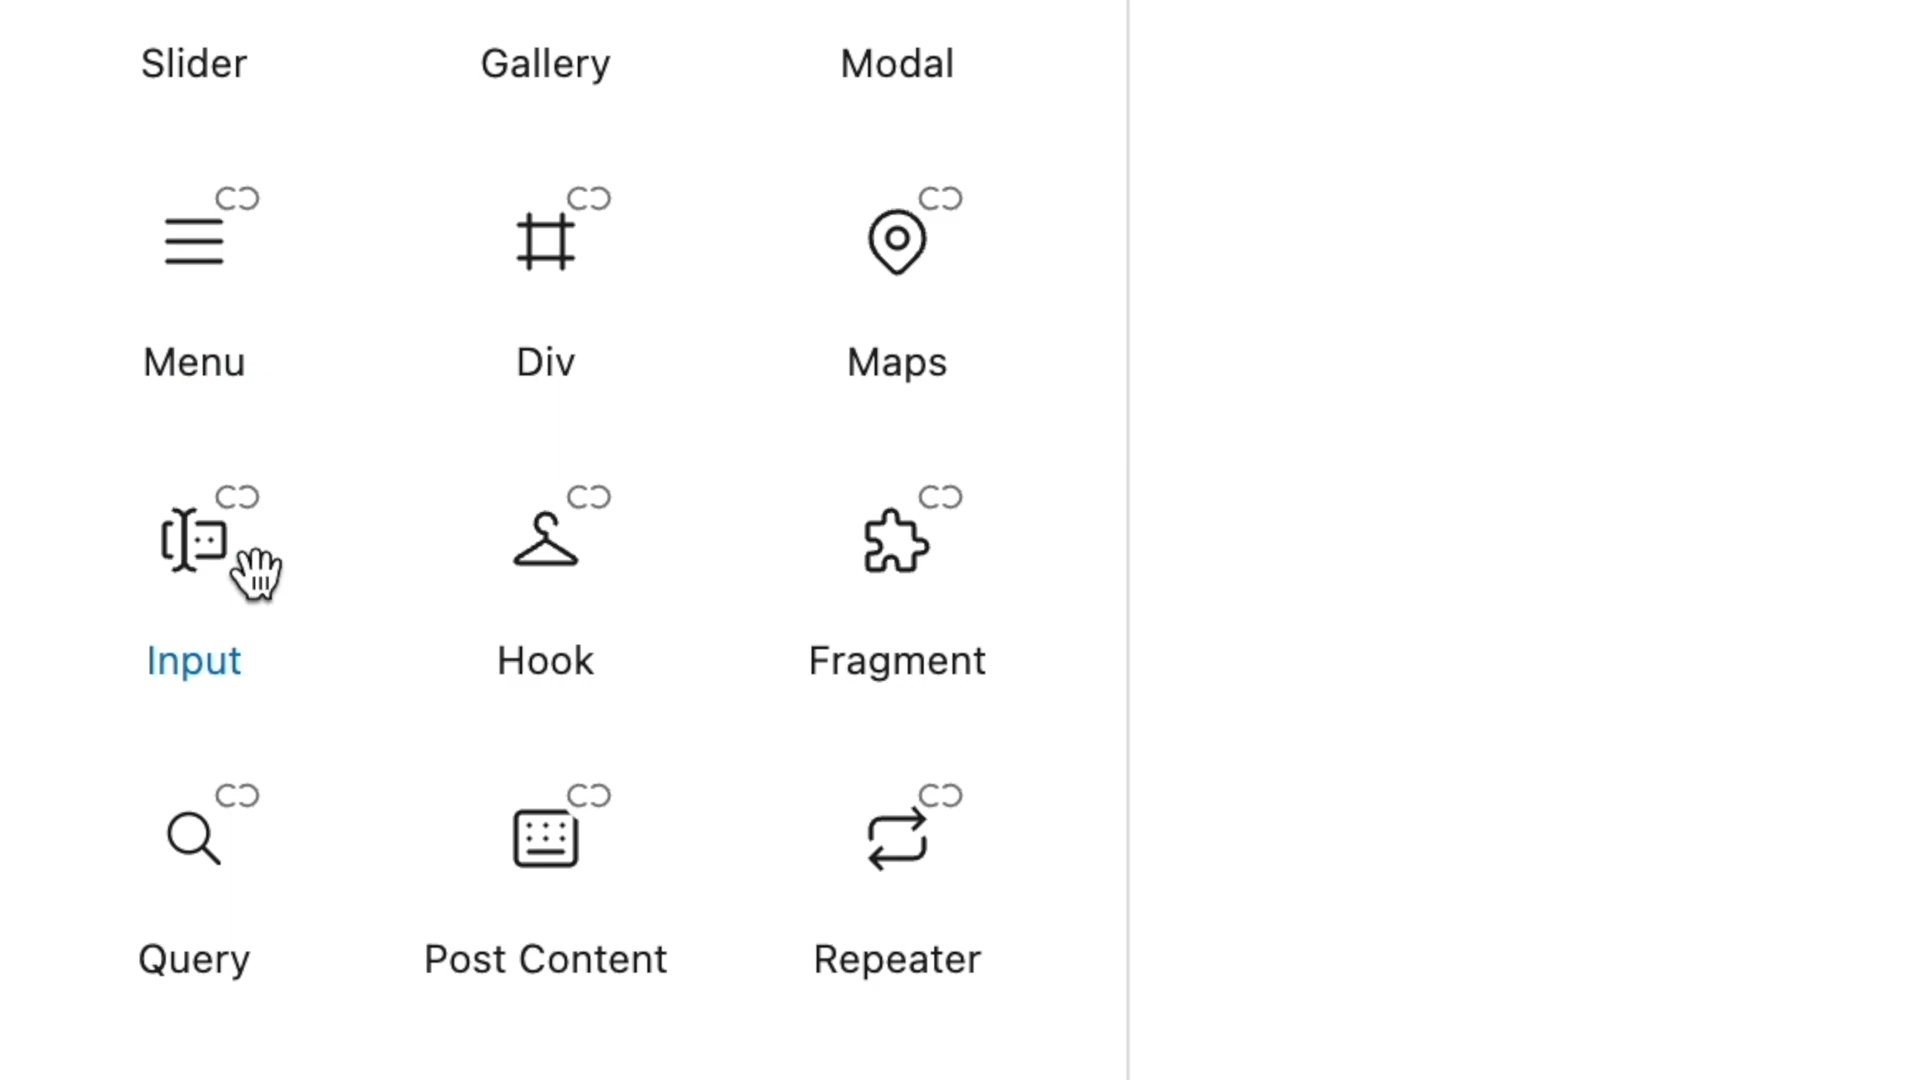 Slider Gallery Modal
Menu Div Maps
Input Hook Fragment
Query Post Content Repeater